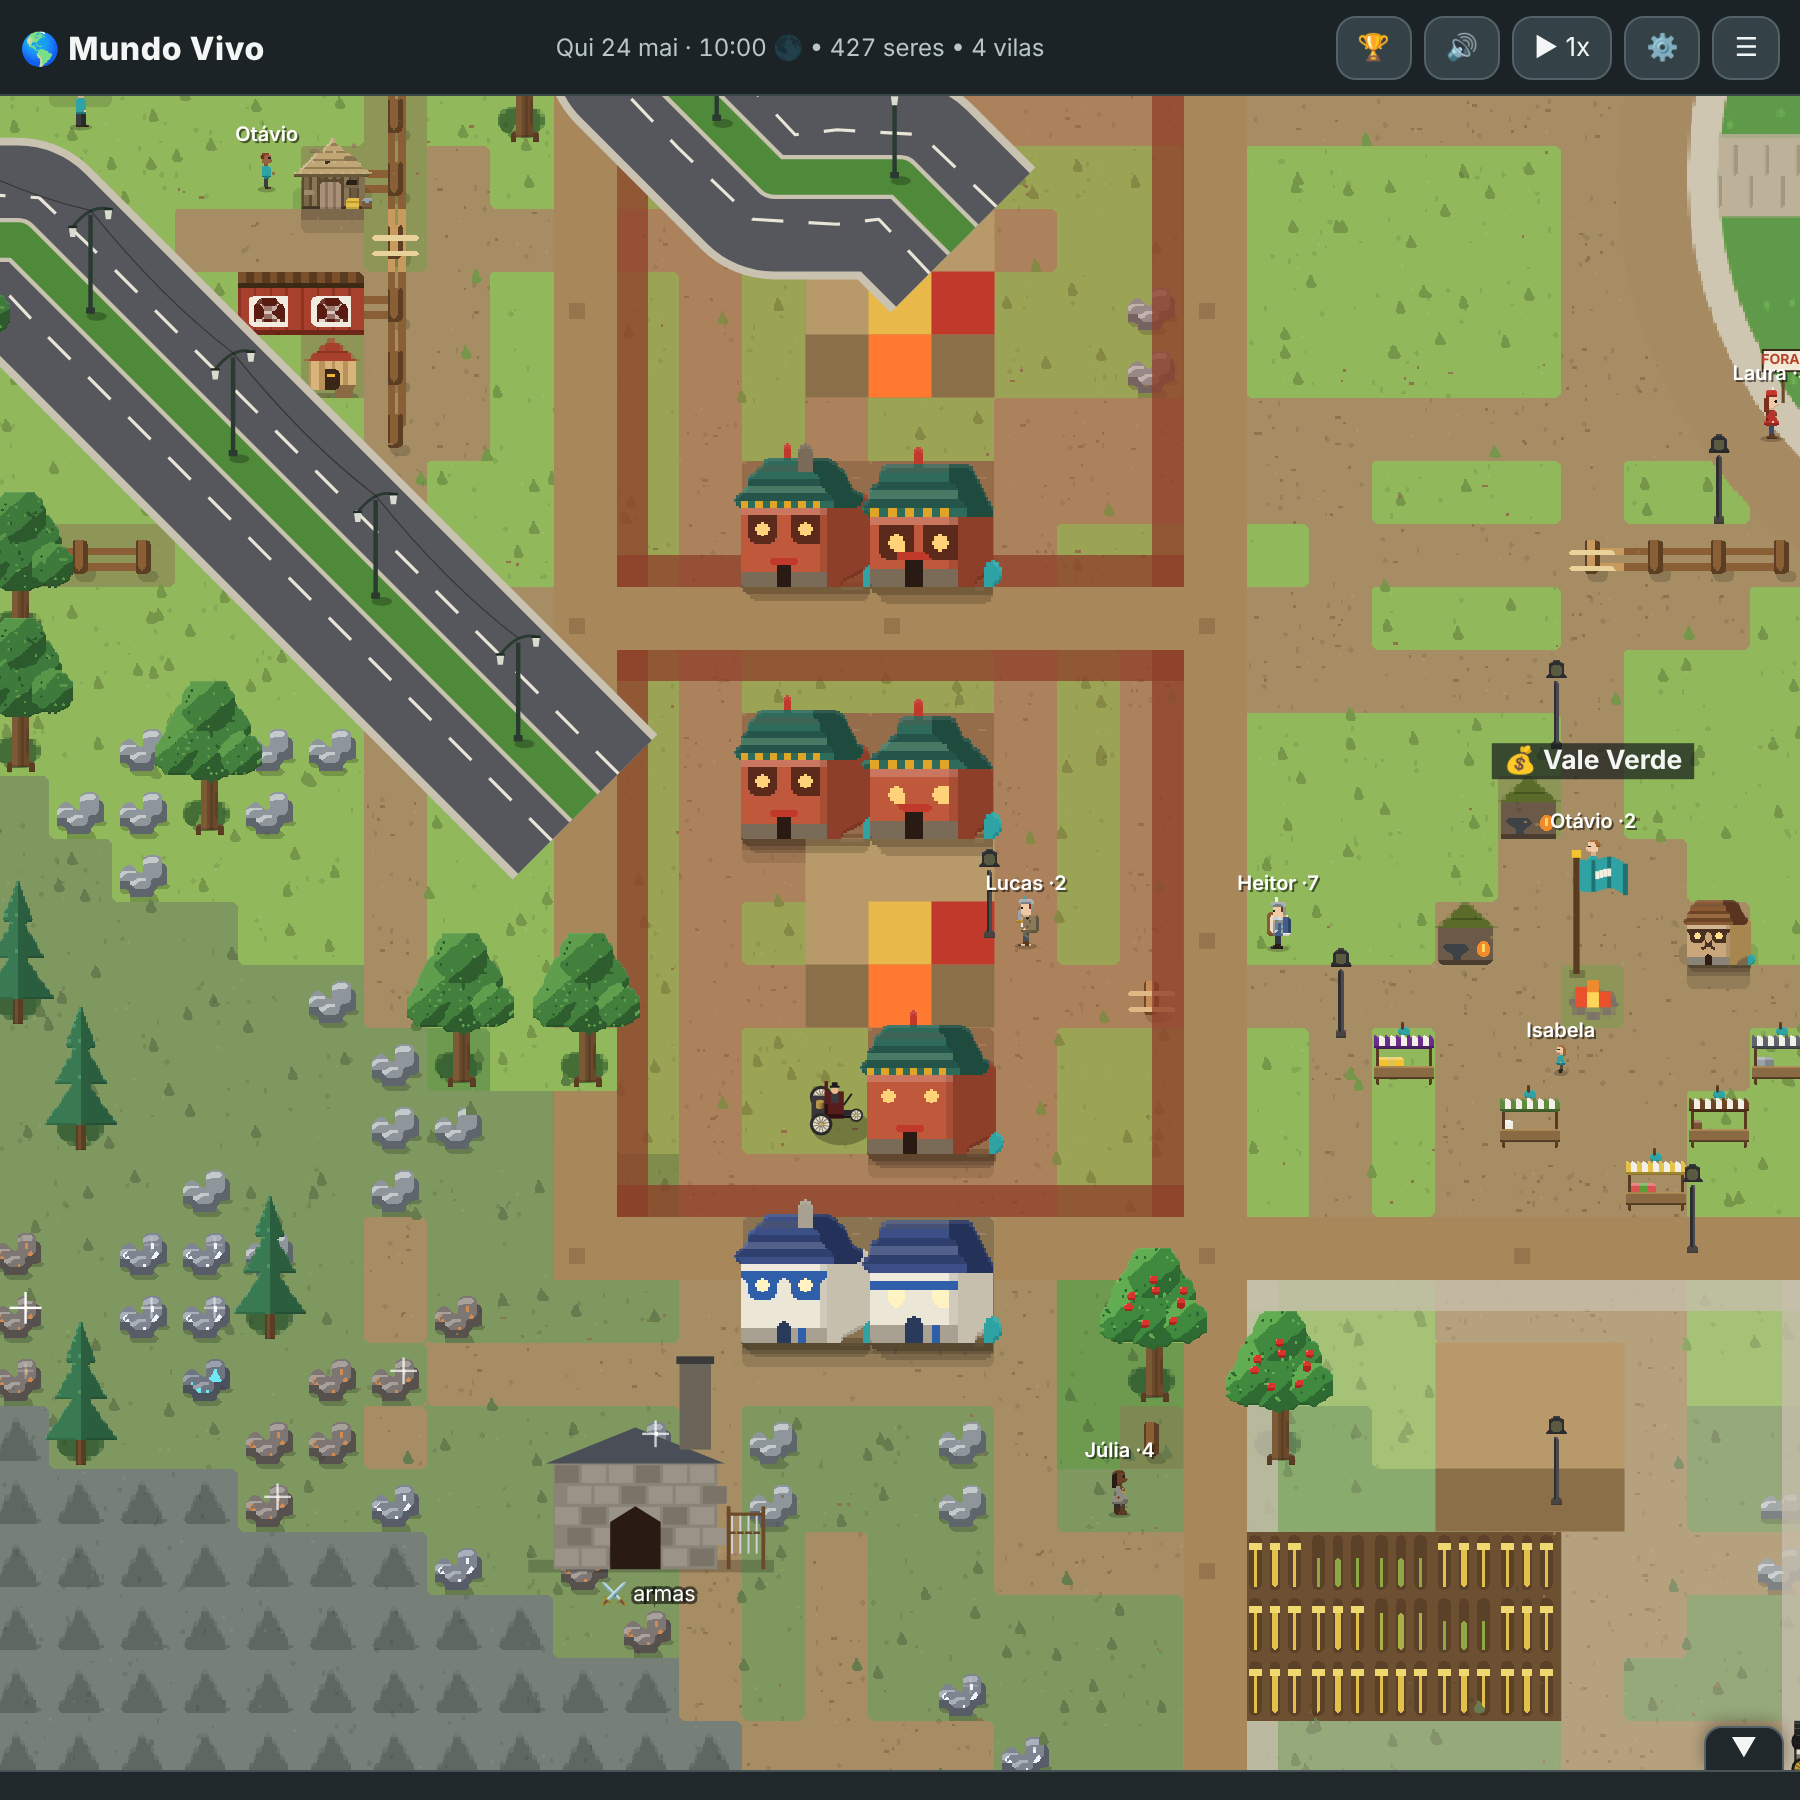 Mundo Vivo
Qui 24 mai · 10:00 • 427 seres • 4 vilas
1x
Otávio
FORA
Laura ·
Vale Verde
Otávio ·2
Lucas ·2
Heitor ·7
Isabela
Júlia ·4
armas